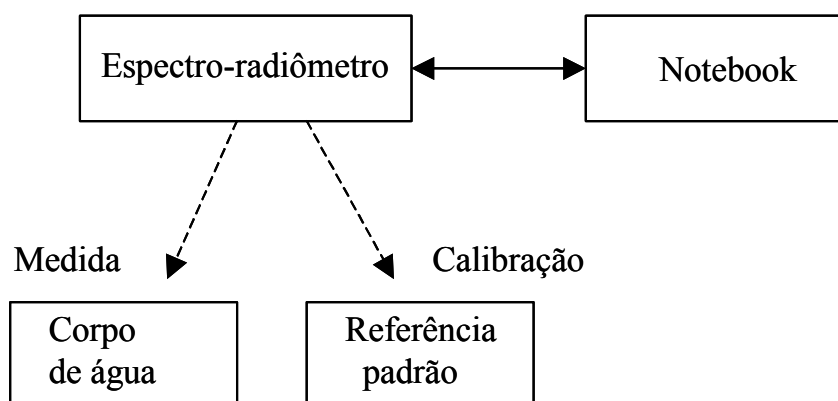 Espectro-radiômetro
Notebook
Medida
Calibração
Corpo
de água
Referência
padrão